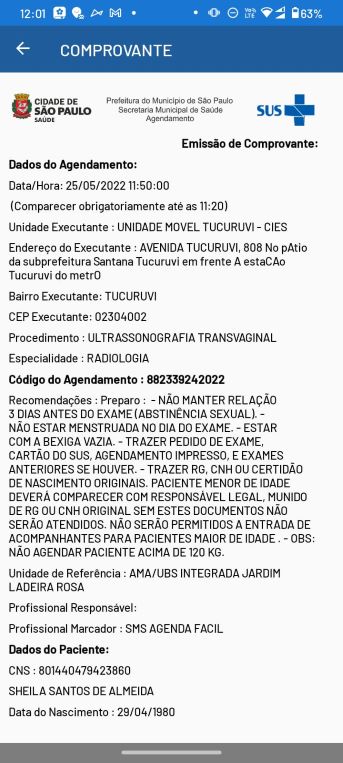 12:01
63%
COMPROVANTE
CIDADE DE
SÃO PAULO
SAÚDE
Prefeitura do Município de São Paulo
Secretaria Municipal de Saúde
Agendamento
SUS
Emissão de Comprovante:
Dados do Agendamento:
Data/Hora: 25/05/2022 11:50:00
(Comparecer obrigatoriamente até as 11:20)
Unidade Executante : UNIDADE MOVEL TUCURUVI - CIES
Endereço do Executante : AVENIDA TUCURUVI, 808 No pAtio
da subprefeitura Santana Tucuruvi em frente A estaCAo
Tucuruvi do metrO
Bairro Executante: TUCURUVI
CEP Executante: 02304002
Procedimento : ULTRASSONOGRAFIA TRANSVAGINAL
Especialidade : RADIOLOGIA
Código do Agendamento : 882339242022
Recomendações : Preparo : - NÃO MANTER RELAÇÃO
3 DIAS ANTES DO EXAME (ABSTINÊNCIA SEXUAL). -
NÃO ESTAR MENSTRUADA NO DIA DO EXAME. - ESTAR
COM A BEXIGA VAZIA. - TRAZER PEDIDO DE EXAME,
CARTÃO DO SUS, AGENDAMENTO IMPRESSO, E EXAMES
ANTERIORES SE HOUVER. - TRAZER RG, CNH OU CERTIDÃO
DE NASCIMENTO ORIGINAIS. PACIENTE MENOR DE IDADE
DEVERÁ COMPARECER COM RESPONSÁVEL LEGAL, MUNIDO
DE RG OU CNH ORIGINAL SEM ESTES DOCUMENTOS NÃO
SERÃO ATENDIDOS. NÃO SERÃO PERMITIDOS A ENTRADA DE
ACOMPANHANTES PARA PACIENTES MAIOR DE IDADE . - OBS:
NÃO AGENDAR PACIENTE ACIMA DE 120 KG.
Unidade de Referência : AMA/UBS INTEGRADA JARDIM
LADEIRA ROSA
Profissional Responsável:
Profissional Marcador : SMS AGENDA FACIL
Dados do Paciente:
CNS : 801440479423860
SHEILA SANTOS DE ALMEIDA
Data do Nascimento : 29/04/1980